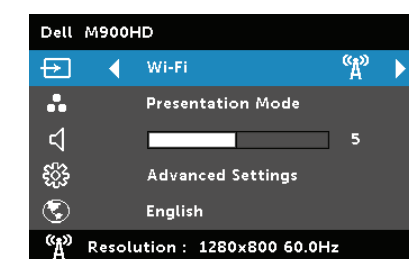 Dell M900HD
Wi-Fi
Presentation Mode
5
Advanced Settings
English
Resolution : 1280x800 60.0Hz